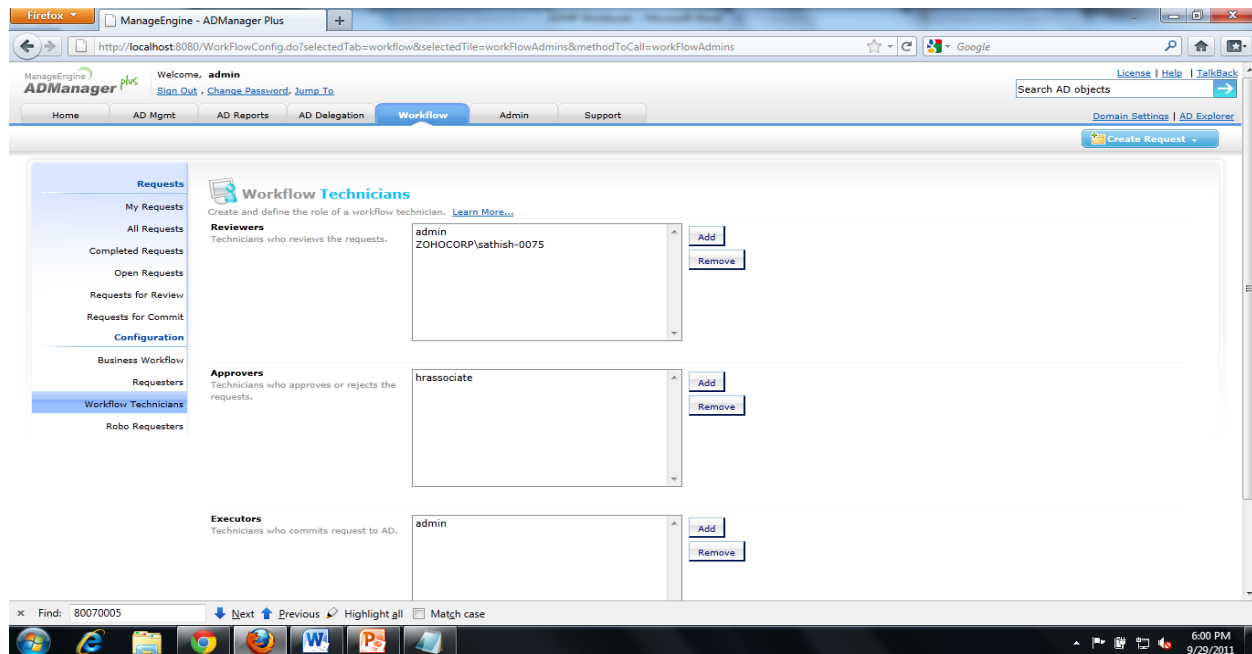 Firefox
ManageEngine - ADManager Plus
http://localhost:8080/WorkFlowConfig.do?selectedTab=workflow&selectedTile=workFlowAdmins&methodToCall=workFlowAdmins
Google
ManageEngine
ADManager plus
Welcome, admin
Sign Out , Change Password, Jump To
License | Help | TalkBack
Search AD objects
Home AD Mgmt AD Reports AD Delegation Workflow Admin Support
Domain Settings | AD Explorer
Create Request
Requests
My Requests
All Requests
Completed Requests
Open Requests
Requests for Review
Requests for Commit
Configuration
Business Workflow
Requesters
Workflow Technicians
Robo Requesters
Workflow Technicians
Create and define the role of a workflow technician. Learn More...
Reviewers
Technicians who reviews the requests.
admin
ZOHOCORP\sathish-0075
Add
Remove
Approvers
Technicians who approves or rejects the
requests.
hrassociate
Add
Remove
Executors
Technicians who commits request to AD.
admin
Add
Remove
× Find: 80070005 Next Previous Highlight all Match case
6:00 PM
9/29/2011